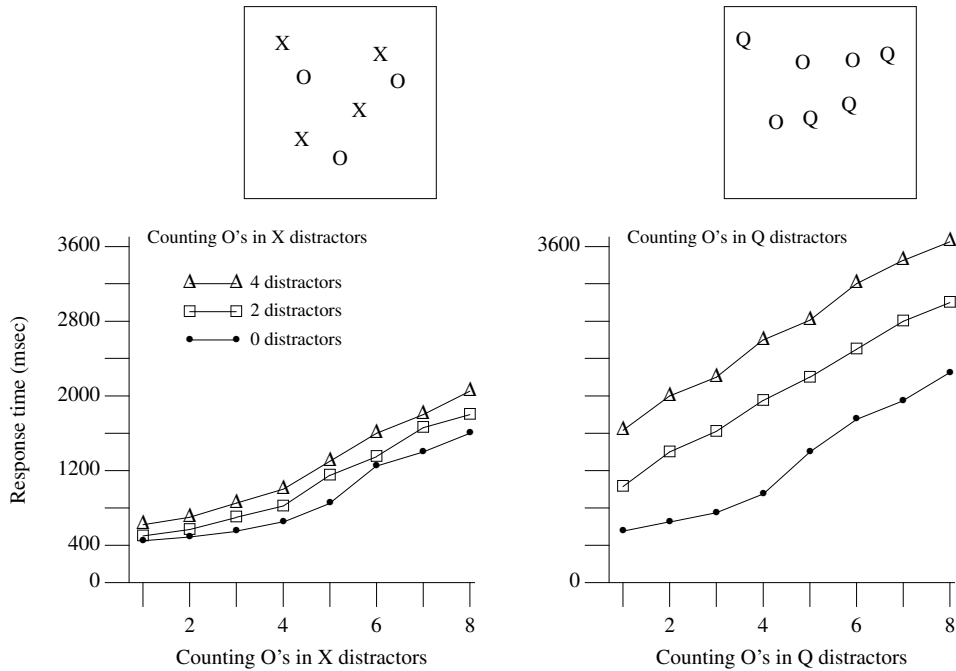 X
X
O
O
X
X
O
Q
O
O
Q
Q
O
Q
Counting O's in X distractors
4 distractors
2 distractors
0 distractors
Response time (msec)
3600
2800
2000
1200
400
0
2
4
6
8
Counting O's in X distractors
Counting O's in Q distractors
3600
0
2
4
6
8
Counting O's in Q distractors